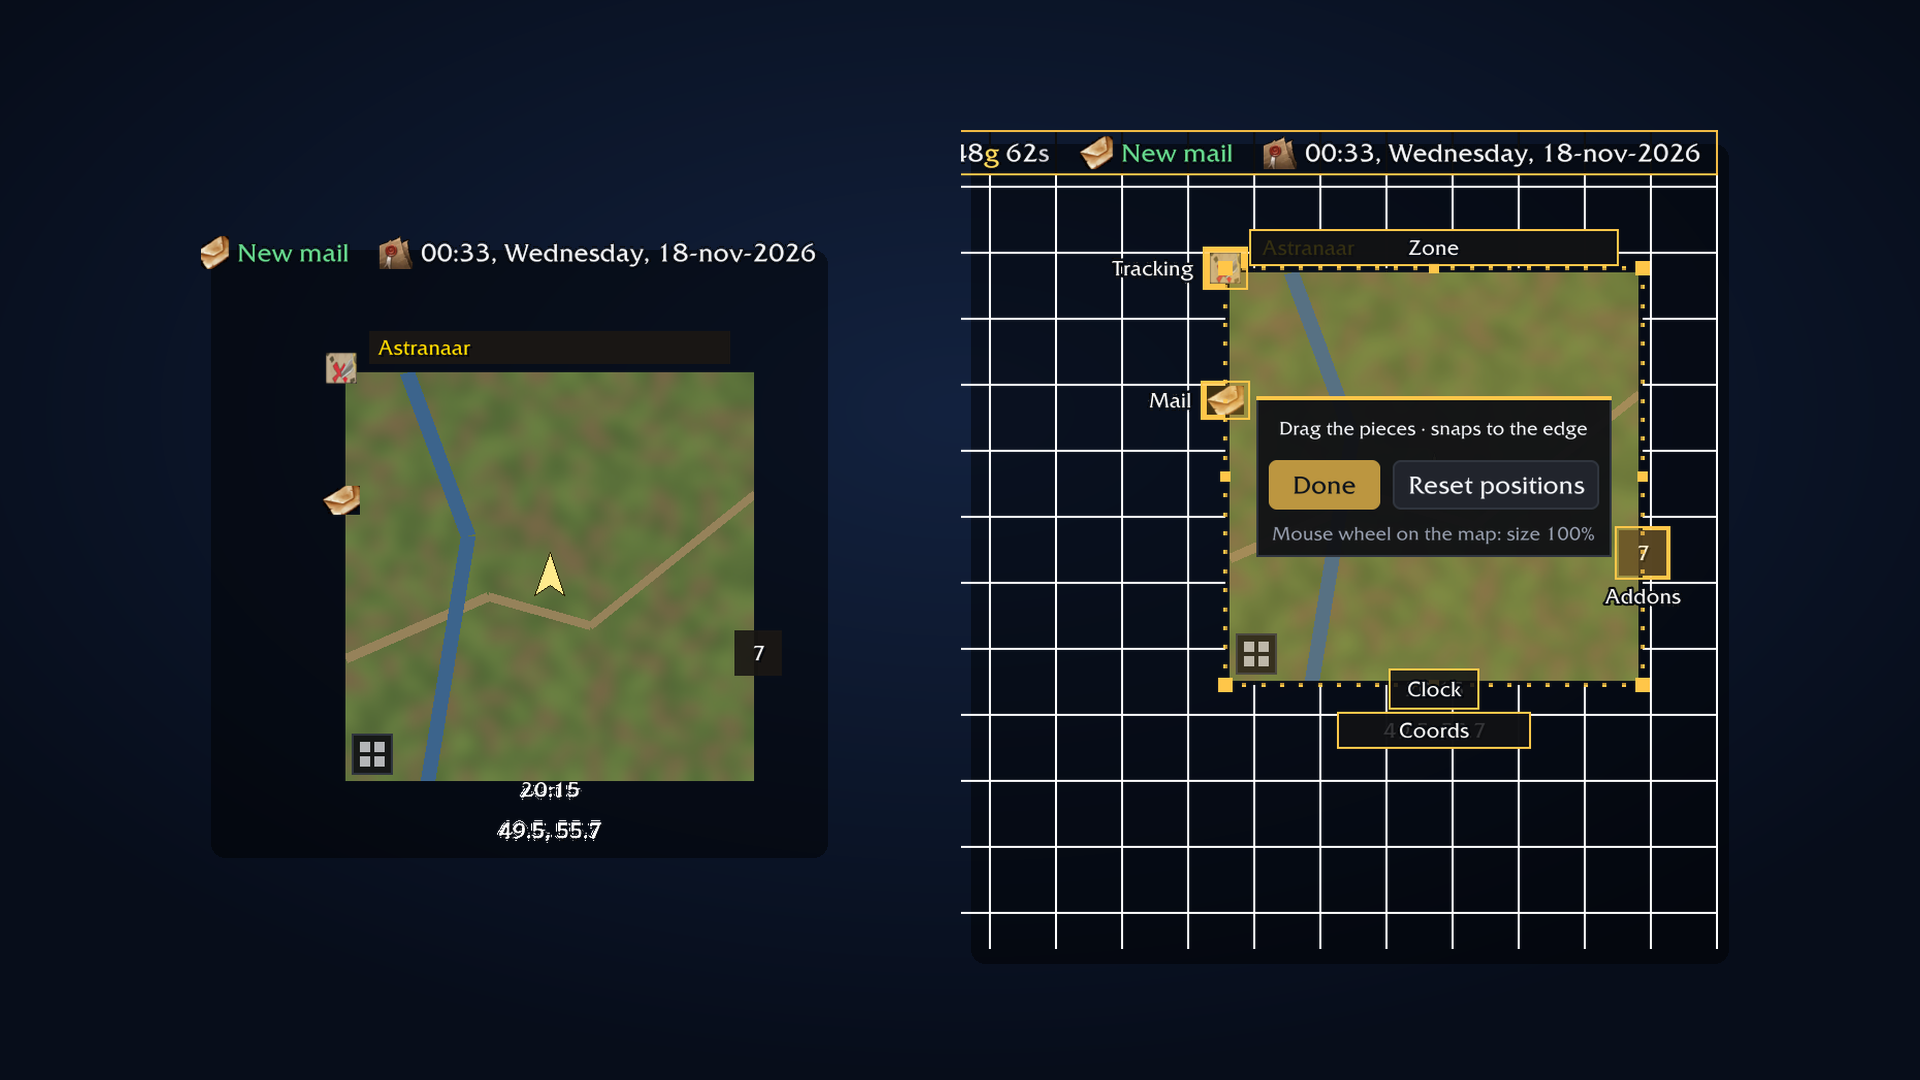 New mail 00:33, Wednesday, 18-nov-2026
Astranaar
7
20:15
49.5, 55.7
48g 62s New mail 00:33, Wednesday, 18-nov-2026
Astranaar Zone
Tracking
Mail
Drag the pieces · snaps to the edge
Done Reset positions
Mouse wheel on the map: size 100%
7
Addons
Clock
Coords